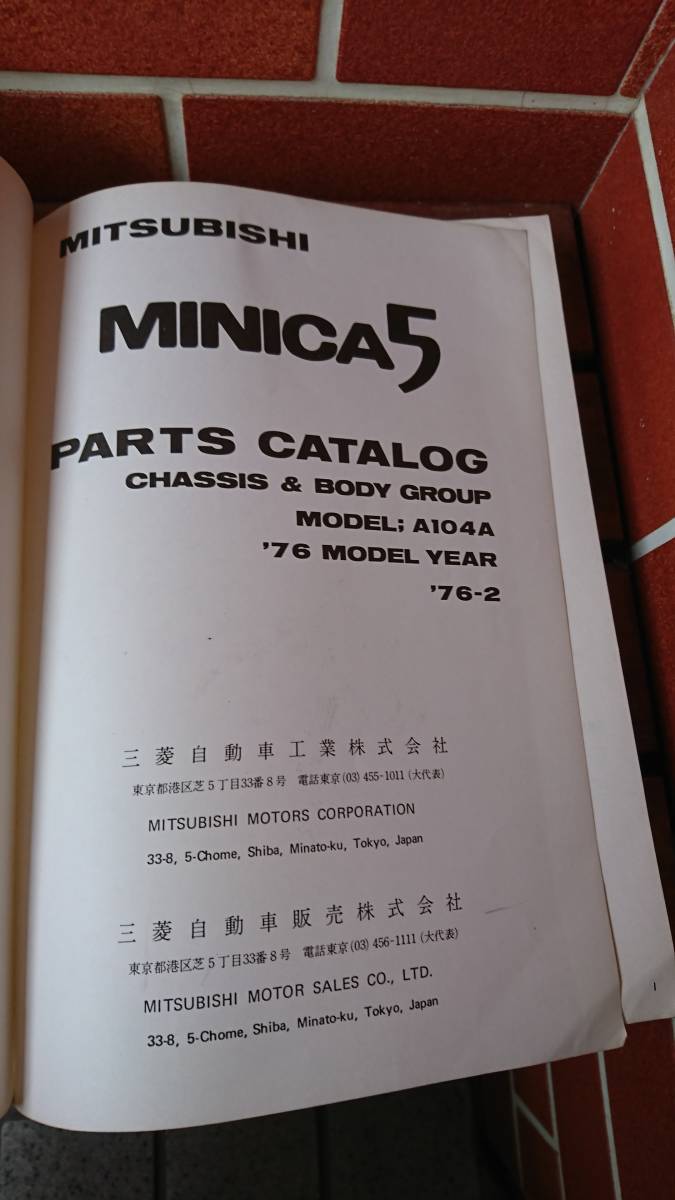 MITSUBISHI
MINICA5
PARTS CATALOG
CHASSIS & BODY GROUP
MODEL; A104A
'76 MODEL YEAR
'76-2
三菱自動車工業株式会社
東京都港区芝5丁目33番8号 電話東京(03)455-1011(大代表)
MITSUBISHI MOTORS CORPORATION
33-8, 5-Chome, Shiba, Minato-ku, Tokyo, Japan
三菱自動車販売株式会社
東京都港区芝5丁目33番8号 電話東京(03)456-1111(大代表)
MITSUBISHI MOTOR SALES CO., LTD.
33-8, 5-Chome, Shiba, Minato-ku, Tokyo, Japan